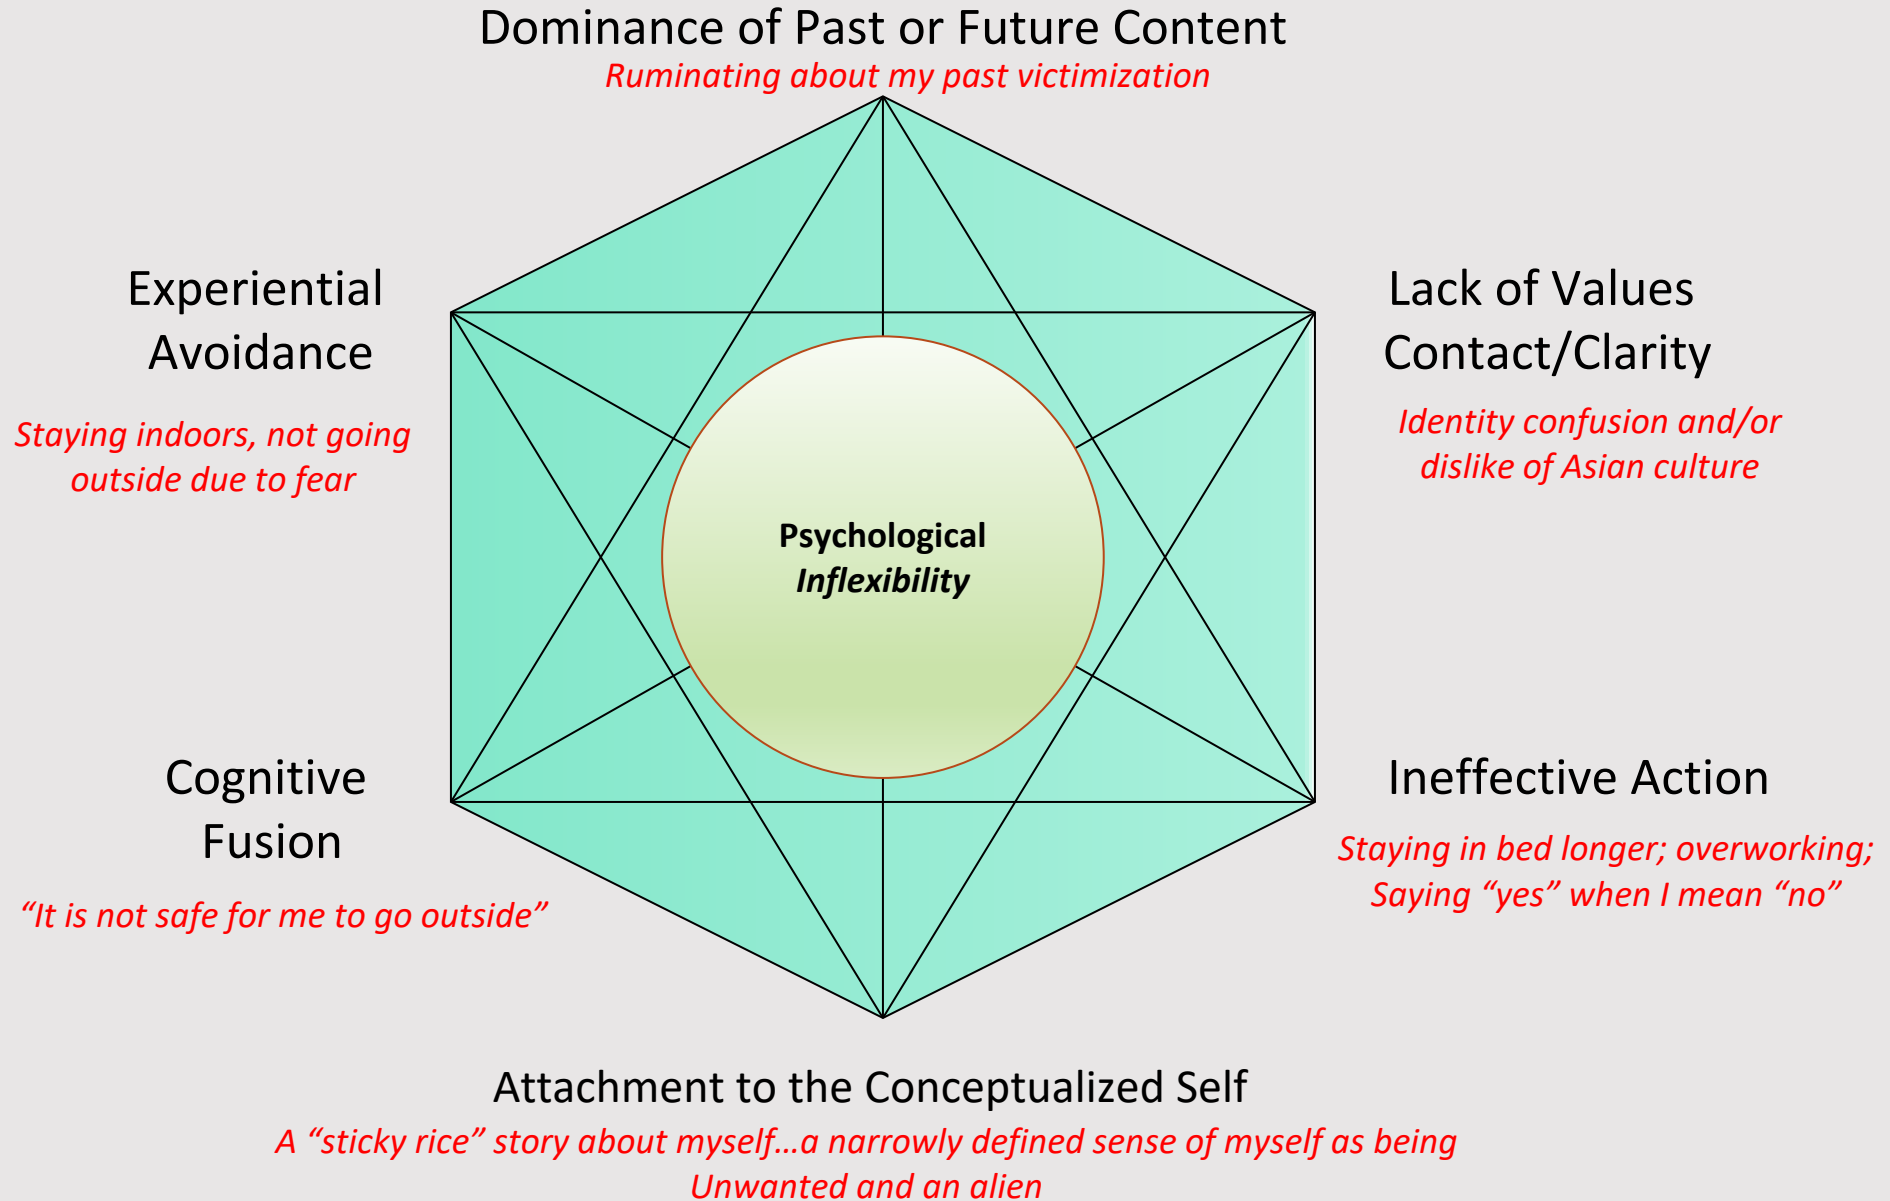 Dominance of Past or Future Content
Ruminating about my past victimization
Experiential
Avoidance
Staying indoors, not going
outside due to fear
Lack of Values
Contact/Clarity
Identity confusion and/or
dislike of Asian culture
Psychological
Inflexibility
Cognitive
Fusion
“It is not safe for me to go outside”
Ineffective Action
Staying in bed longer; overworking;
Saying “yes” when I mean “no”
Attachment to the Conceptualized Self
A “sticky rice” story about myself…a narrowly defined sense of myself as being
Unwanted and an alien